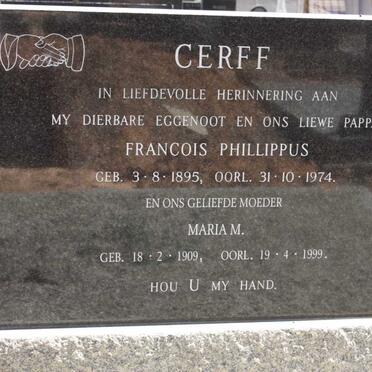 CERFF
IN LIEFDEVOLLE HERINNERING AAN
MY DIERBARE EGGENOOT EN ONS LIEWE PAPPA
FRANCOIS PHILLIPPUS
GEB. 3·8·1895, OORL. 31·10·1974.
EN ONS GELIEFDE MOEDER
MARIA M.
GEB. 18·2·1909, OORL. 19·4·1999.
HOU U MY HAND.